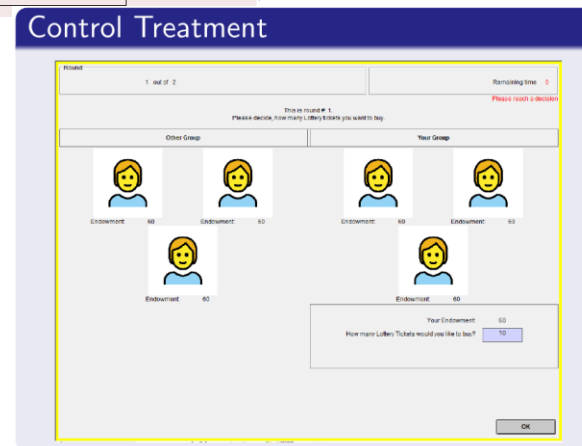 Control Treatment
Round
1 out of 2
Remaining time 0
Please reach a decision
This is round # 1.
Please decide, how many Lottery Tickets you want to buy.
Other Group
Your Group
Endowment 60
Endowment 60
Endowment 60
Endowment 60
Endowment 60
Endowment 60
Your Endowment 60
How many Lottery Tickets would you like to buy? 10
OK